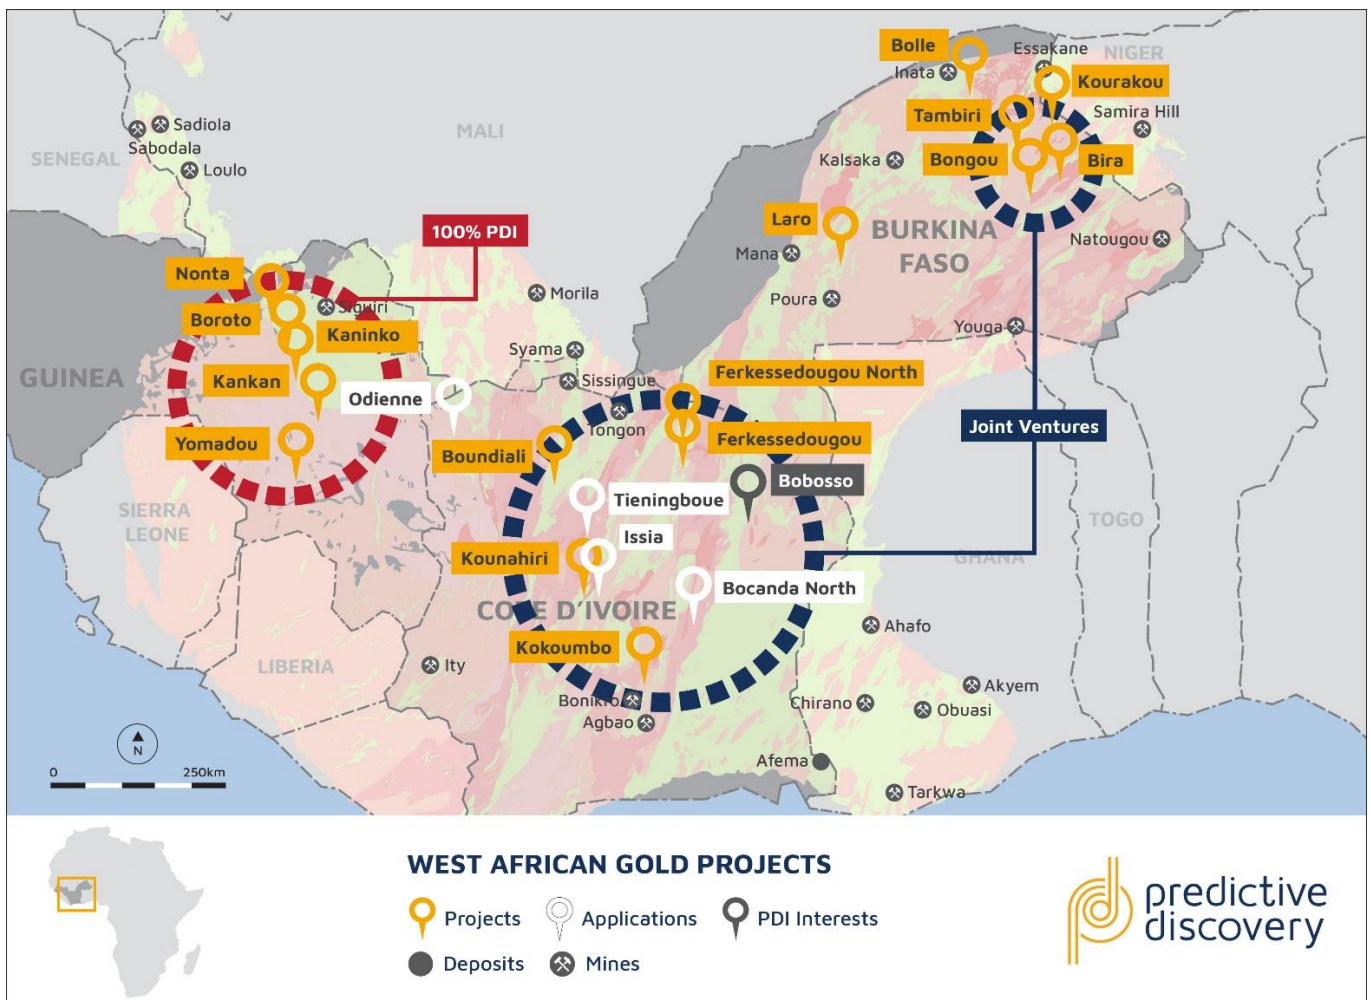 Bolle
Essakane
NIGER
Inata
Kourakou
Tambiri
Samira Hill
Sadiola
MALI
Sabodala
SENEGAL
Kalsaka
Bongou
Bira
Loulo
Laro
100% PDI
BURKINA
FASO
Natougou
Mana
Nonta
Morila
Siguiri
Poura
Boroto
Kaninko
Youga
Syama
GUINEA
Kankan
Sissingue
Ferkessedougou North
Odienne
Tongon
Joint Ventures
Yomadou
Boundiali
Ferkessedougou
Bobosso
Tieningboue
SIERRA
LEONE
TOGO
Issia
Kounahiri
GHANA
Bocanda North
COTE D'IVOIRE
Ahafo
Kokoumbo
LIBERIA
Ity
Akyem
Bonikro
Chirano
Obuasi
Agbao
N
Afema
0 250km
Tarkwa
WEST AFRICAN GOLD PROJECTS
Projects
Applications
PDI Interests
Deposits
Mines
predictive
discovery